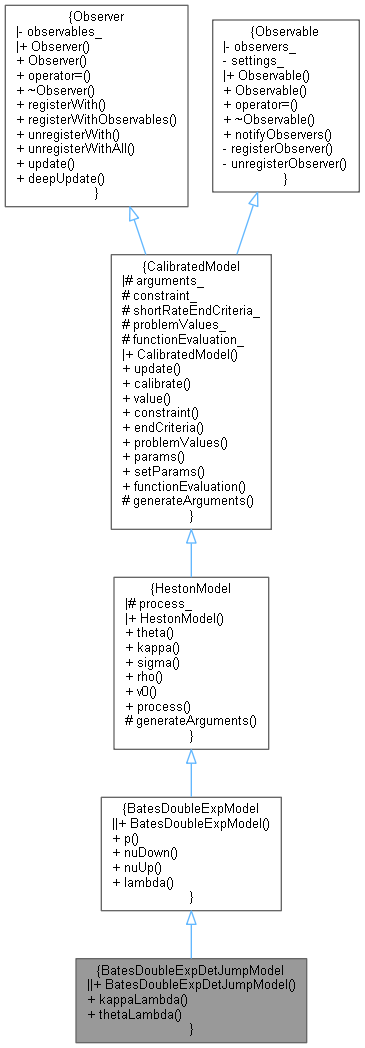 {Observer
|- observables_
|+ Observer()
+ Observer()
+ operator=()
+ ~Observer()
+ registerWith()
+ registerWithObservables()
+ unregisterWith()
+ unregisterWithAll()
+ update()
+ deepUpdate()
}
{Observable
|- observers_
- settings_
|+ Observable()
+ Observable()
+ operator=()
+ ~Observable()
+ notifyObservers()
- registerObserver()
- unregisterObserver()
}
{CalibratedModel
|# arguments_
# constraint_
# shortRateEndCriteria_
# problemValues_
# functionEvaluation_
|+ CalibratedModel()
+ update()
+ calibrate()
+ value()
+ constraint()
+ endCriteria()
+ problemValues()
+ params()
+ setParams()
+ functionEvaluation()
# generateArguments()
}
{HestonModel
|# process_
|+ HestonModel()
+ theta()
+ kappa()
+ sigma()
+ rho()
+ v0()
+ process()
# generateArguments()
}
{BatesDoubleExpModel
||+ BatesDoubleExpModel()
+ p()
+ nuDown()
+ nuUp()
+ lambda()
}
{BatesDoubleExpDetJumpModel
||+ BatesDoubleExpDetJumpModel()
+ kappaLambda()
+ thetaLambda()
}